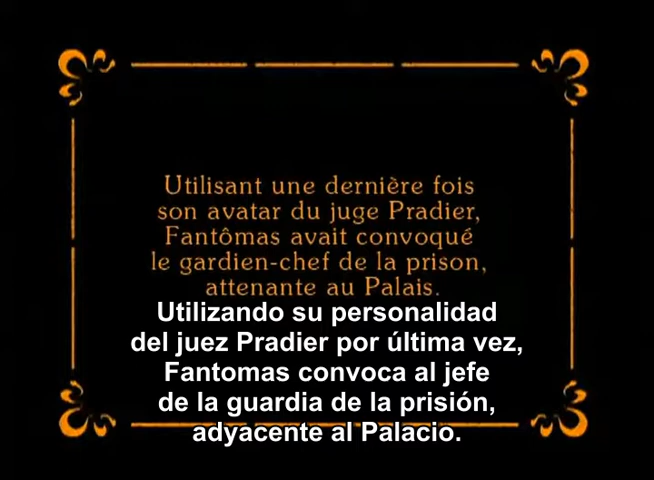 Utilisant une dernière fois
son avatar du juge Pradier,
Fantômas avait convoqué
le gardien-chef de la prison,
attenante au Palais.
Utilizando su personalidad
del juez Pradier por última vez,
Fantomas convoca al jefe
de la guardia de la prisión,
adyacente al Palacio.